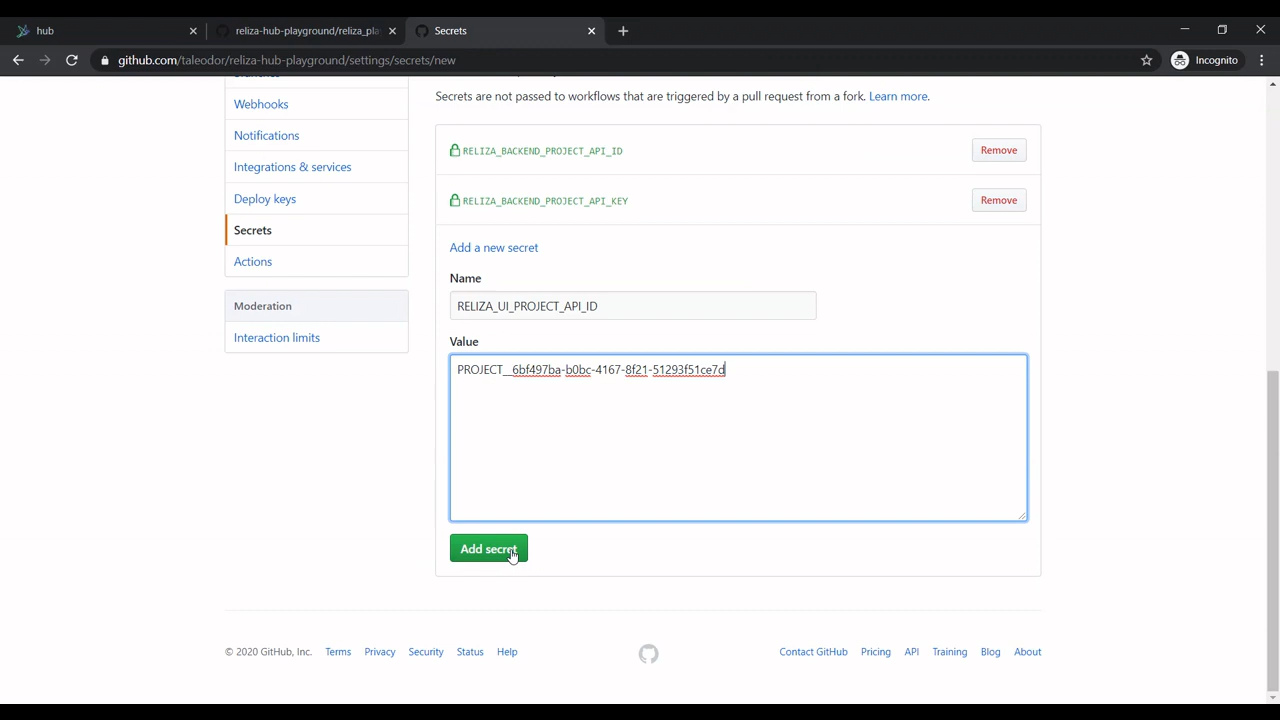 hub
reliza-hub-playground/reliza_pla
Secrets
github.com/taleodor/reliza-hub-playground/settings/secrets/new
Incognito
Secrets are not passed to workflows that are triggered by a pull request from a fork. Learn more.
Webhooks
Notifications
Integrations & services
Deploy keys
Secrets
Actions
Moderation
Interaction limits
RELIZA_BACKEND_PROJECT_API_ID
Remove
RELIZA_BACKEND_PROJECT_API_KEY
Remove
Add a new secret
Name
RELIZA_UI_PROJECT_API_ID
Value
PROJECT__6bf497ba-b0bc-4167-8f21-51293f51ce7d
Add secret
© 2020 GitHub, Inc. Terms Privacy Security Status Help
Contact GitHub Pricing API Training Blog About